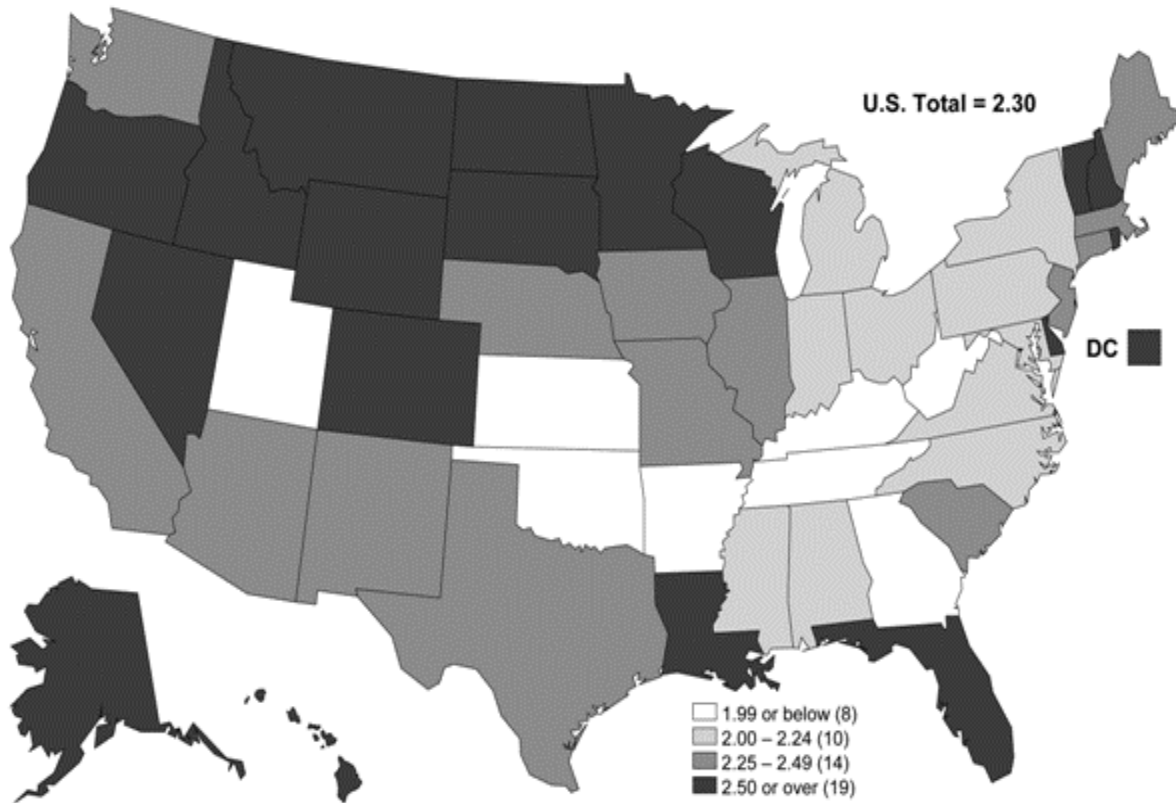 U.S. Total = 2.30
DC
1.99 or below (8)
2.00 – 2.24 (10)
2.25 – 2.49 (14)
2.50 or over (19)